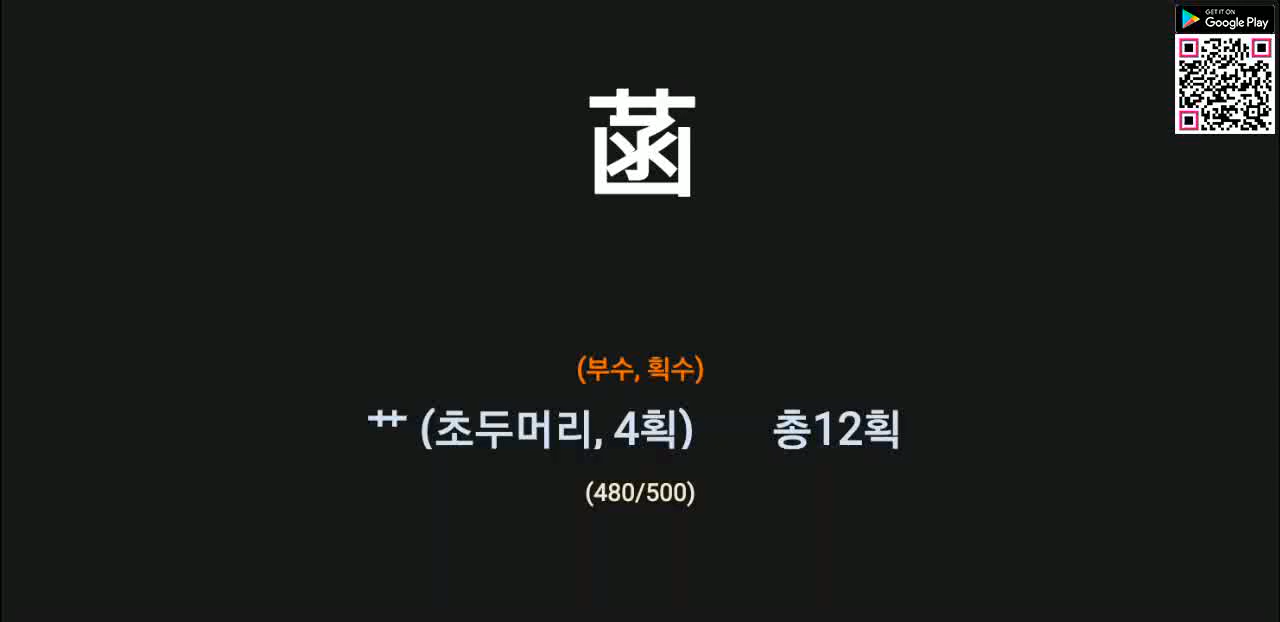 GET IT ON
Google Play
菡
(부수, 획수)
艹 (초두머리, 4획) 총12획
(480/500)